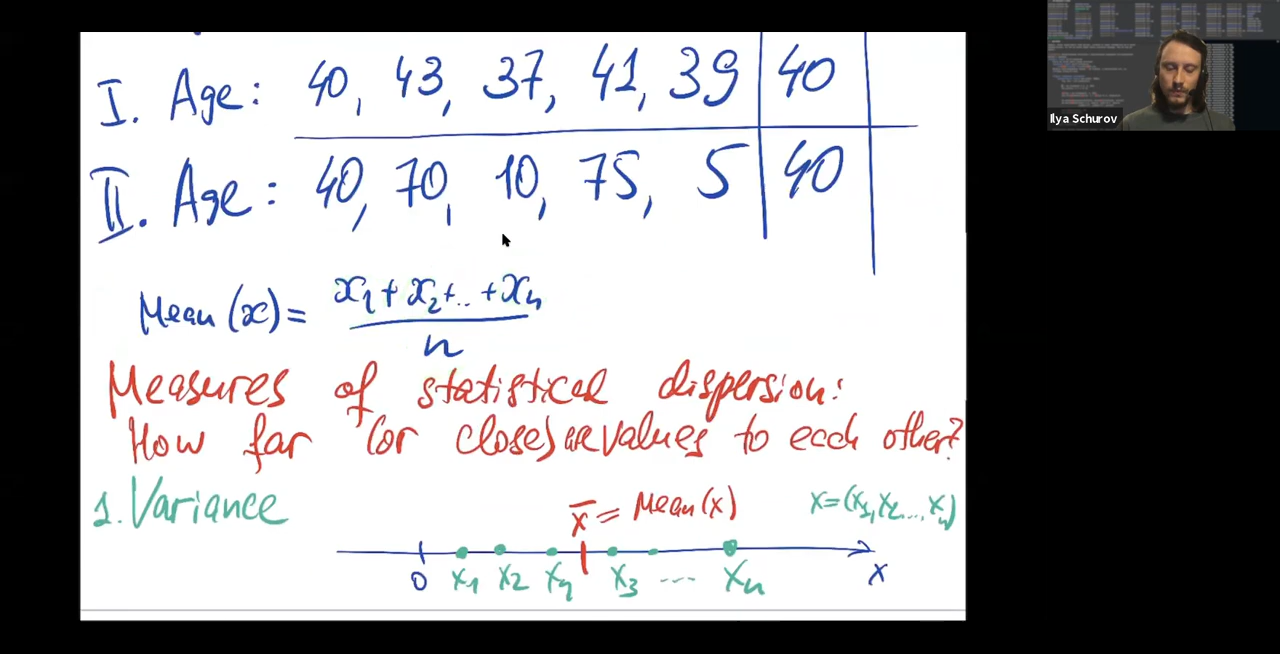 I. Age: 40, 43, 37, 41, 39 40
II. Age: 40, 70, 10, 75, 5 40
Mean (x) = x₁ + x₂ + .. + xₙ
n
Measures of statistical dispersion:
How far (or close) are values to each other?
1. Variance
x̄ = Mean(x)
x=(x₁,x₂...,xₙ)
0 x₁ x₂ x₄ x₃ ---- xₙ x
Ilya Schurov